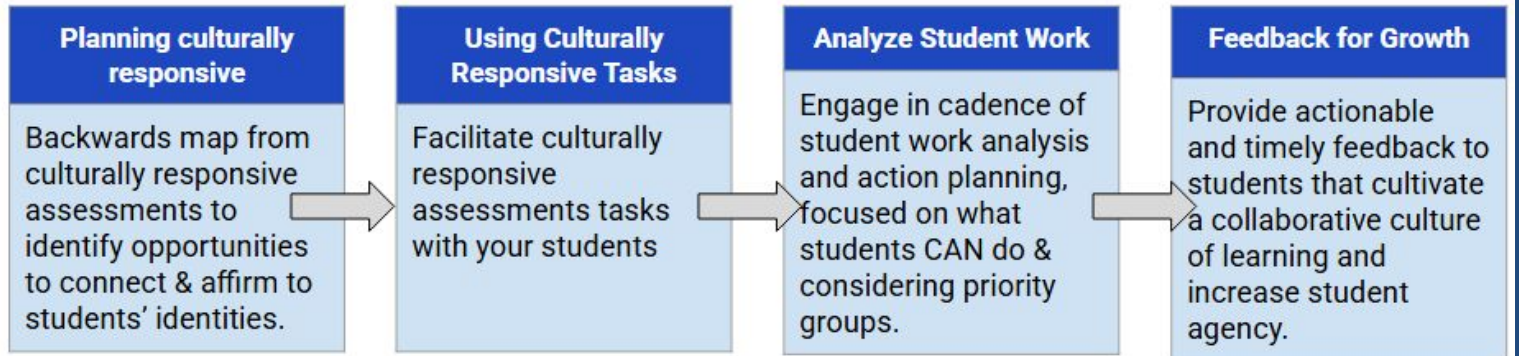 Planning culturally
responsive
Backwards map from
culturally responsive
assessments to
identify opportunities
to connect & affirm to
students’ identities.
Using Culturally
Responsive Tasks
Facilitate culturally
responsive
assessments tasks
with your students
Analyze Student Work
Engage in cadence of
student work analysis
and action planning,
focused on what
students CAN do &
considering priority
groups.
Feedback for Growth
Provide actionable
and timely feedback to
students that cultivate
a collaborative culture
of learning and
increase student
agency.